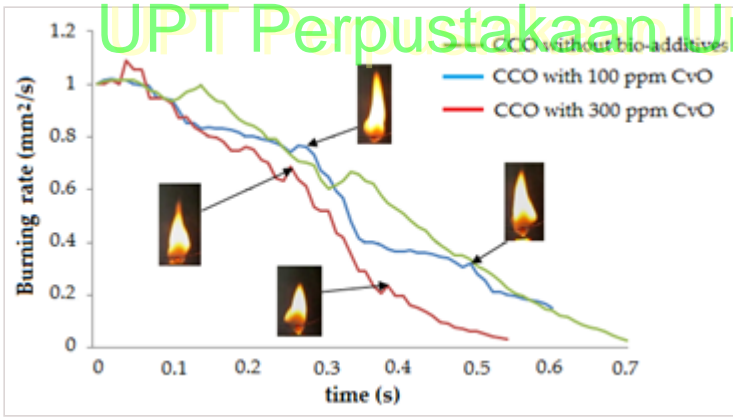 UPT Perpustakaan Un
CCO without bio-additives
CCO with 100 ppm CvO
CCO with 300 ppm CvO
Burning rate (mm²/s)
1.2
1
0.8
0.6
0.4
0.2
0
0 0.1 0.2 0.3 0.4 0.5 0.6 0.7
time (s)